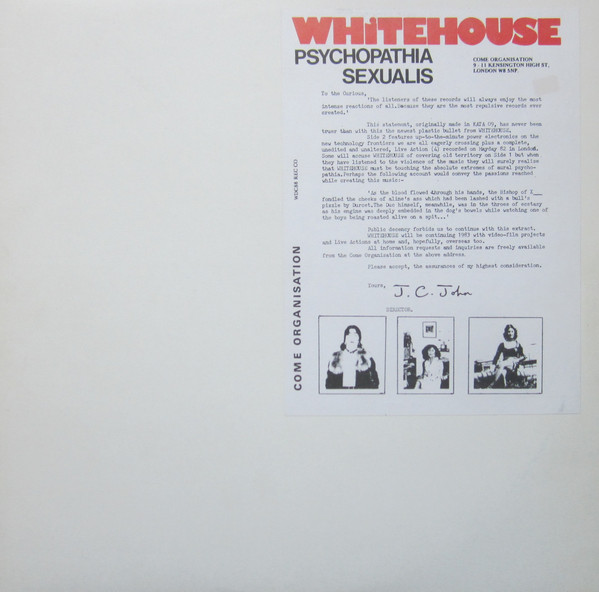 WHiTEHOUSE
PSYCHOPATHIA
SEXUALIS
COME ORGANISATION
9 - 11 KENSINGTON HIGH ST,
LONDON W8 5NP
To the Curious,
'The listeners of these records will always enjoy the most
intense reactions of all.Because they are the most repulsive records ever
created.'
This statement, originally made in KATA 09, has never been
truer than with this the newest plastic bullet from WHITEHOUSE.
Side 2 features up-to-the-minute power electronics on the
new technology frontiers we are all eagerly crossing plus a complete,
unedited and unaltered, Live Action (4) recorded on Mayday 82 in London.
Some will accuse WHITEHOUSE of covering old territory on Side 1 but when
they have listened to the violence of the music they will surely realise
that WHITEHOUSE must be touching the absolute extremes of aural psycho-
pathia.Perhaps the following account would convey the passions reached
while creating this music:-
'As the blood flowed through his hands, the Bishop of X__
fondled the cheeks of aline's ass which had been lashed with a bull's
pizzle by Durcet.The Duc himself, meanwhile, was in the throes of ecstasy
as his engine was deeply embedded in the dog's bowels while watching one of
the boys being roasted alive on a spit...'
Public decency forbids us to continue with this extract.
WHITEHOUSE will be continuing 1983 with video-film projects
and Live Actions at home and, hopefully, overseas too.
All information requests and inquiries are freely available
from the Come Organisation at the above address.
Please accept, the assurances of my highest consideration.
Yours,
J. C. John
DIRECTOR.
COME ORGANISATION